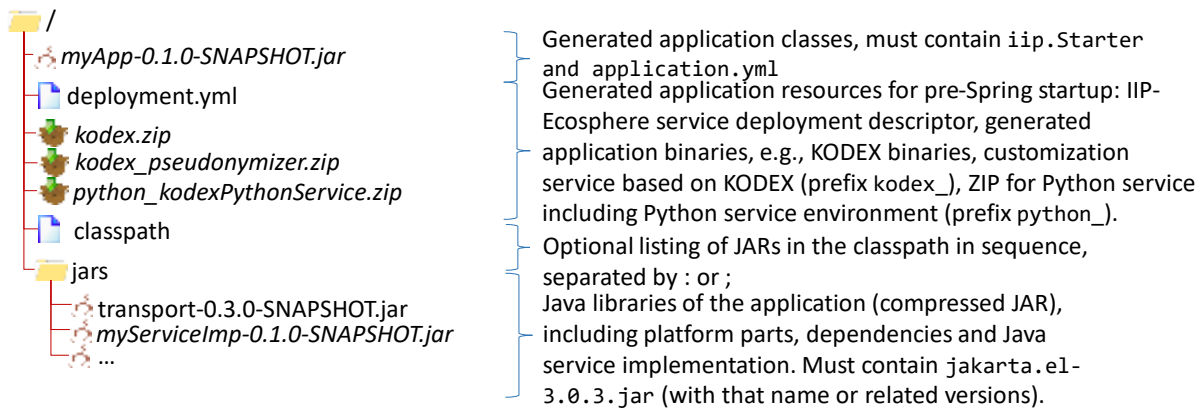 /
myApp-0.1.0-SNAPSHOT.jar
deployment.yml
kodex.zip
kodex_pseudonymizer.zip
python_kodexPythonService.zip
classpath
jars
transport-0.3.0-SNAPSHOT.jar
myServiceImp-0.1.0-SNAPSHOT.jar
...
Generated application classes, must contain iip.Starter
and application.yml
Generated application resources for pre-Spring startup: IIP-
Ecosphere service deployment descriptor, generated
application binaries, e.g., KODEX binaries, customization
service based on KODEX (prefix kodex_), ZIP for Python service
including Python service environment (prefix python_).
Optional listing of JARs in the classpath in sequence,
separated by : or ;
Java libraries of the application (compressed JAR),
including platform parts, dependencies and Java
service implementation. Must contain jakarta.el-
3.0.3.jar (with that name or related versions).